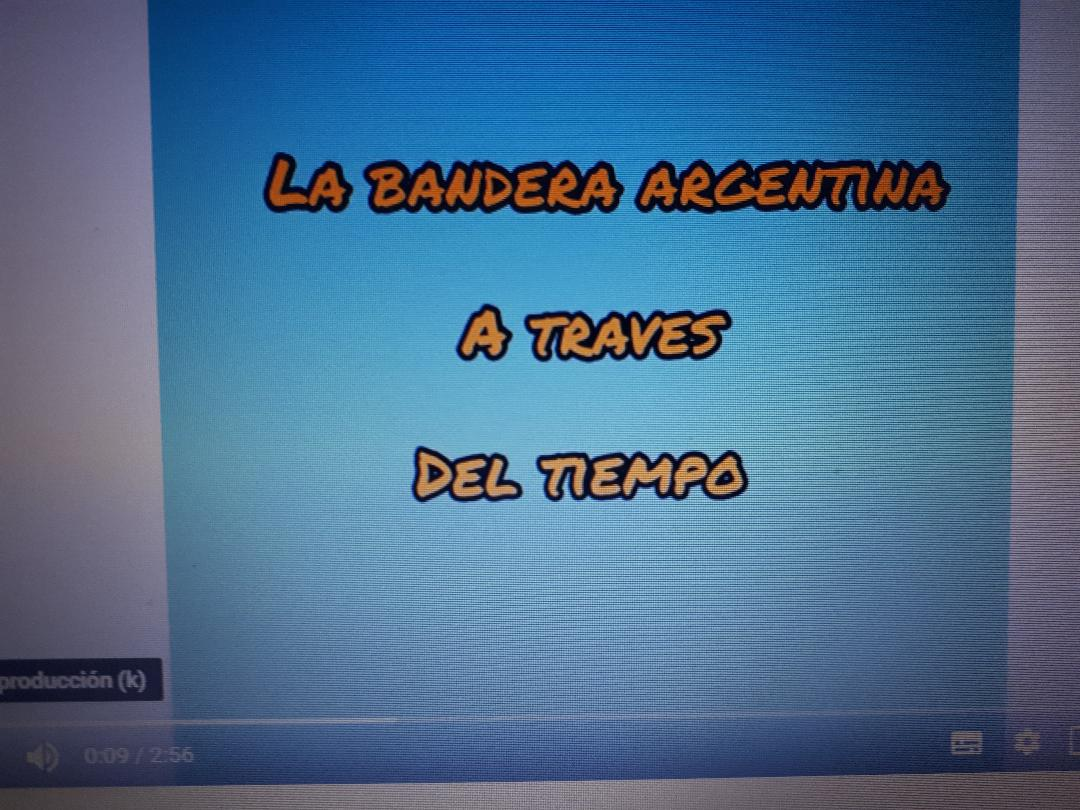 La bandera argentina
A traves
Del tiempo
producción (k)
0:09 / 2:56